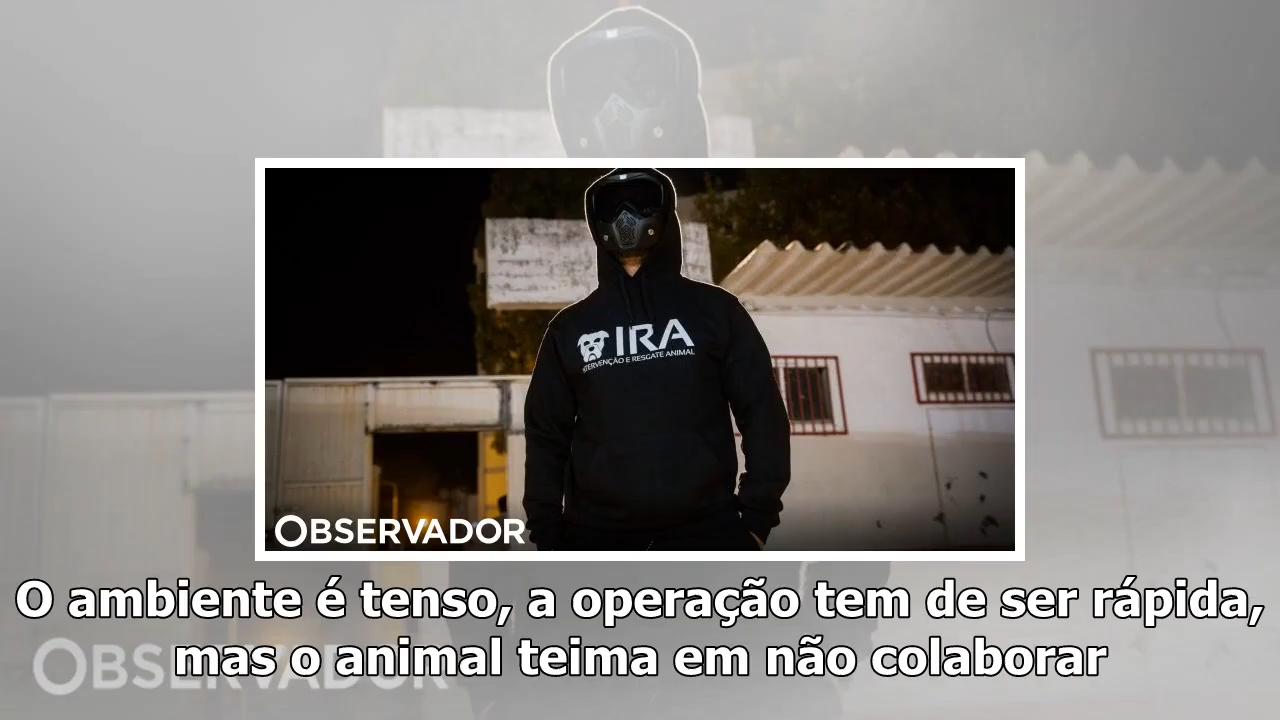 IRA
INTERVENÇÃO E RESGATE ANIMAL
OBSERVADOR
O ambiente é tenso, a operação tem de ser rápida,
mas o animal teima em não colaborar
OBSERVADOR